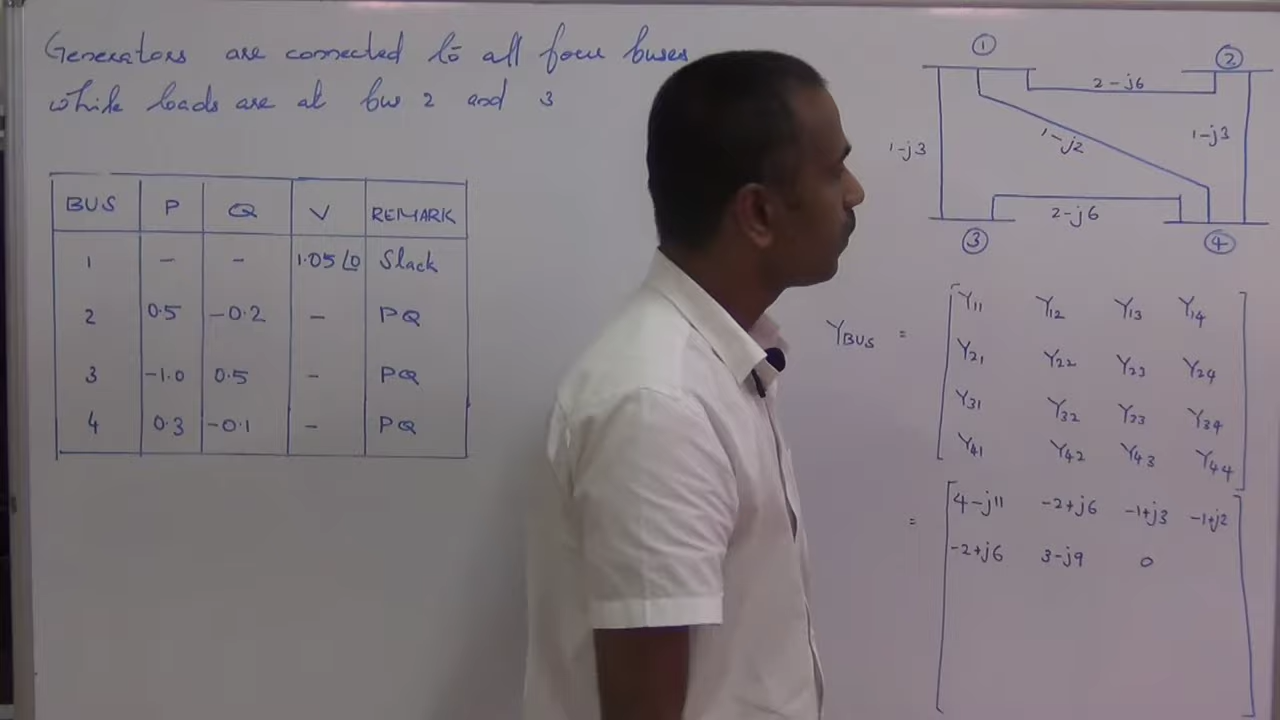 Generators are connected to all four buses
while loads are at bus 2 and 3
BUS P Q V REMARK
1 - - 1.05∠0 Slack
2 0.5 -0.2 - PQ
3 -1.0 0.5 - PQ
4 0.3 -0.1 - PQ
① ②
2-j6
1-j3 1-j2 1-j3
2-j6
③ ④
YBUS =
Y11 Y12 Y13 Y14
Y21 Y22 Y23 Y24
Y31 Y32 Y33 Y34
Y41 Y42 Y43 Y44
=
4-j11 -2+j6 -1+j3 -1+j2
-2+j6 3-j9 0